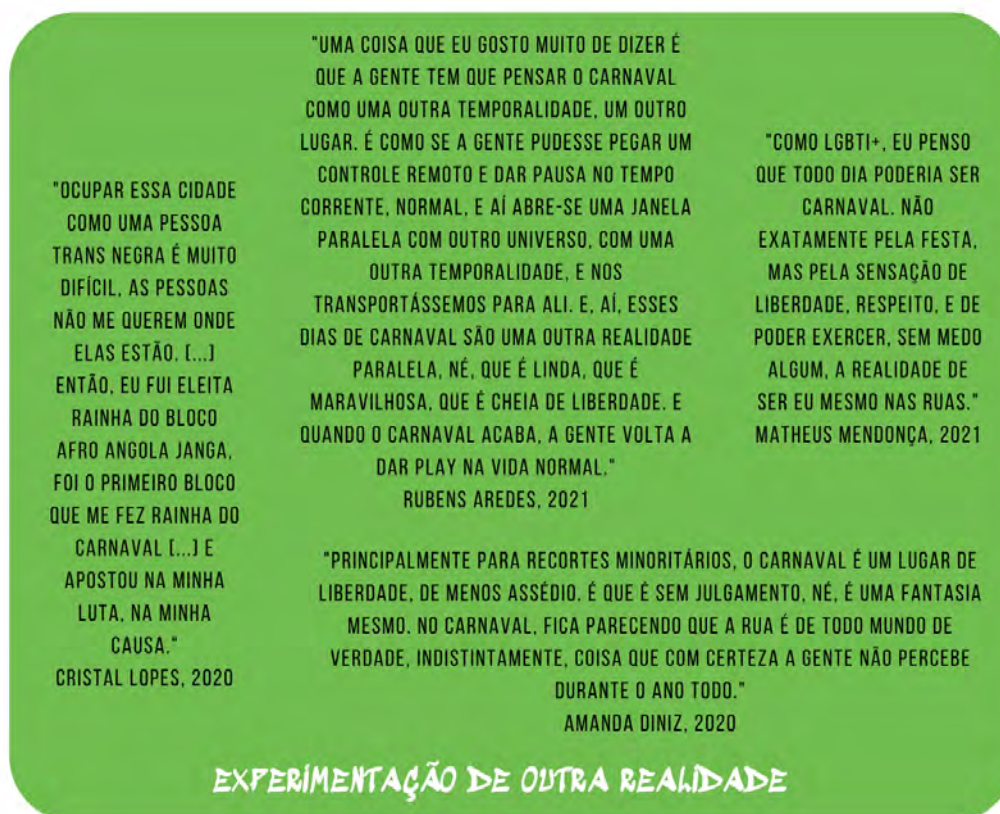 "OCUPAR ESSA CIDADE
COMO UMA PESSOA
TRANS NEGRA É MUITO
DIFÍCIL, AS PESSOAS
NÃO ME QUEREM ONDE
ELAS ESTÃO. [...]
ENTÃO, EU FUI ELEITA
RAINHA DO BLOCO
AFRO ANGOLA JANGA,
FOI O PRIMEIRO BLOCO
QUE ME FEZ RAINHA DO
CARNAVAL [...] E
APOSTOU NA MINHA
LUTA, NA MINHA
CAUSA."
CRISTAL LOPES, 2020
"UMA COISA QUE EU GOSTO MUITO DE DIZER É
QUE A GENTE TEM QUE PENSAR O CARNAVAL
COMO UMA OUTRA TEMPORALIDADE, UM OUTRO
LUGAR. É COMO SE A GENTE PUDESSE PEGAR UM
CONTROLE REMOTO E DAR PAUSA NO TEMPO
CORRENTE, NORMAL, E AÍ ABRE-SE UMA JANELA
PARALELA COM OUTRO UNIVERSO, COM UMA
OUTRA TEMPORALIDADE, E NOS
TRANSPORTÁSSEMOS PARA ALI. E, AÍ, ESSES
DIAS DE CARNAVAL SÃO UMA OUTRA REALIDADE
PARALELA, NÉ, QUE É LINDA, QUE É
MARAVILHOSA, QUE É CHEIA DE LIBERDADE. E
QUANDO O CARNAVAL ACABA, A GENTE VOLTA A
DAR PLAY NA VIDA NORMAL."
RUBENS AREDES, 2021
"COMO LGBTI+, EU PENSO
QUE TODO DIA PODERIA SER
CARNAVAL. NÃO
EXATAMENTE PELA FESTA,
MAS PELA SENSAÇÃO DE
LIBERDADE, RESPEITO, E DE
PODER EXERCER, SEM MEDO
ALGUM, A REALIDADE DE
SER EU MESMO NAS RUAS."
MATHEUS MENDONÇA, 2021
"PRINCIPALMENTE PARA RECORTES MINORITÁRIOS, O CARNAVAL É UM LUGAR DE
LIBERDADE, DE MENOS ASSÉDIO. É QUE É SEM JULGAMENTO, NÉ, É UMA FANTASIA
MESMO. NO CARNAVAL, FICA PARECENDO QUE A RUA É DE TODO MUNDO DE
VERDADE, INDISTINTAMENTE, COISA QUE COM CERTEZA A GENTE NÃO PERCEBE
DURANTE O ANO TODO."
AMANDA DINIZ, 2020
EXPERIMENTAÇÃO DE OUTRA REALIDADE